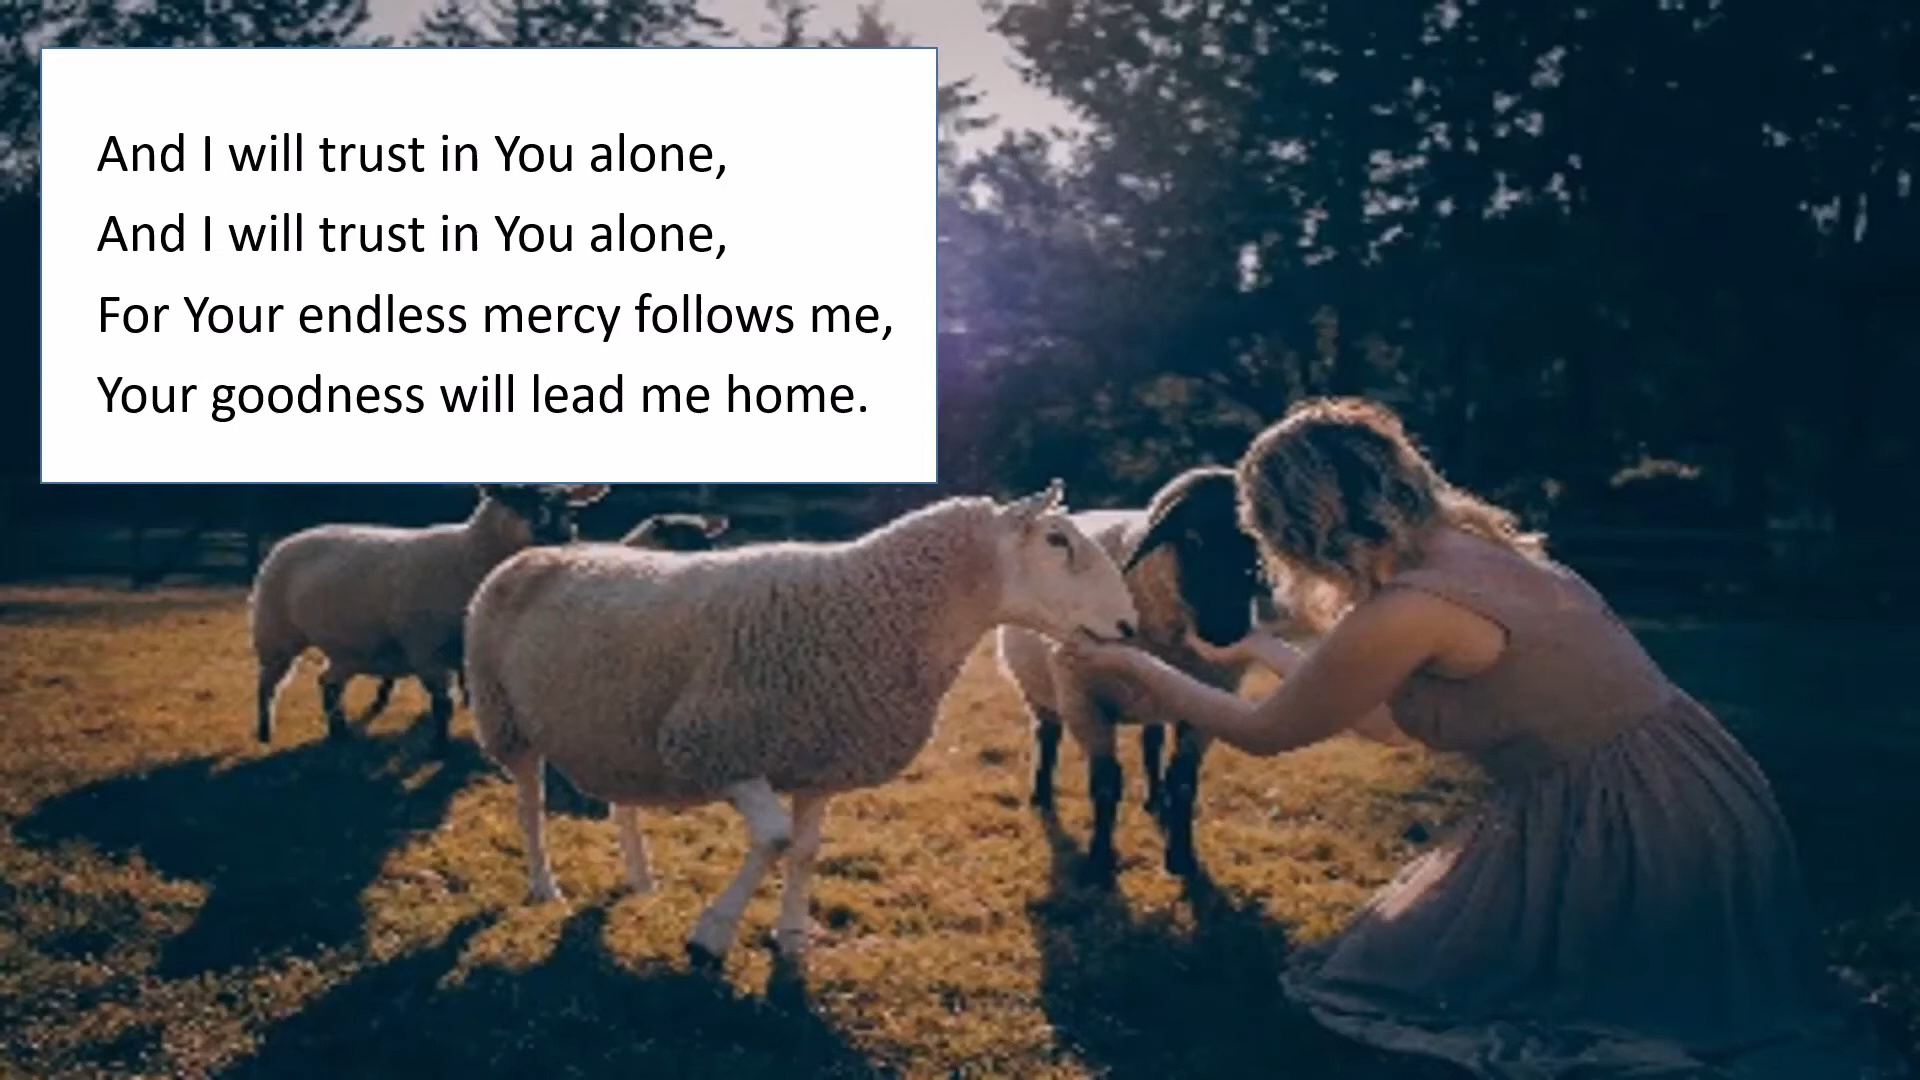 And I will trust in You alone,
And I will trust in You alone,
For Your endless mercy follows me,
Your goodness will lead me home.